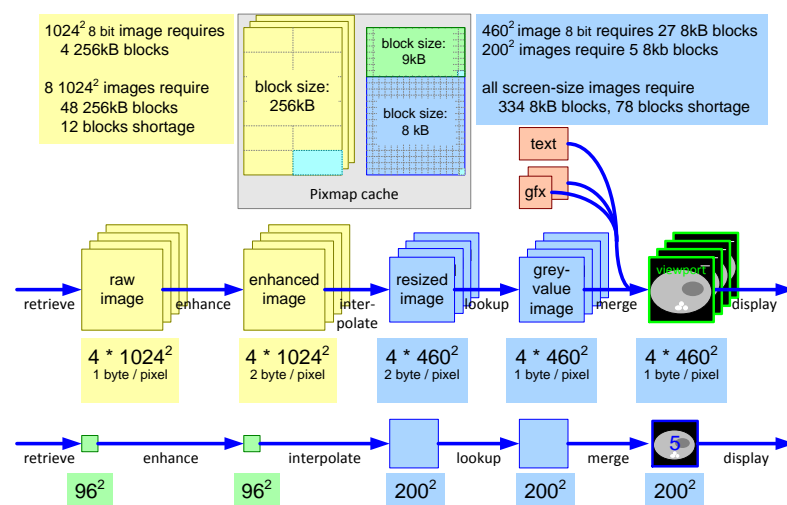 1024² 8 bit image requires
4 256kB blocks
8 1024² images require
48 256kB blocks
12 blocks shortage
block size:
256kB
block size:
9kB
block size:
8 kB
Pixmap cache
460² image 8 bit requires 27 8kB blocks
200² images require 5 8kb blocks
all screen-size images require
334 8kB blocks, 78 blocks shortage
text
gfx
retrieve
raw
image
enhance
enhanced
image
inter-
polate
resized
image
lookup
grey-
value
image
merge
viewport
display
4 * 1024²
1 byte / pixel
4 * 1024²
2 byte / pixel
4 * 460²
2 byte / pixel
4 * 460²
1 byte / pixel
4 * 460²
1 byte / pixel
retrieve
enhance
interpolate
lookup
merge
5
display
96²
96²
200²
200²
200²